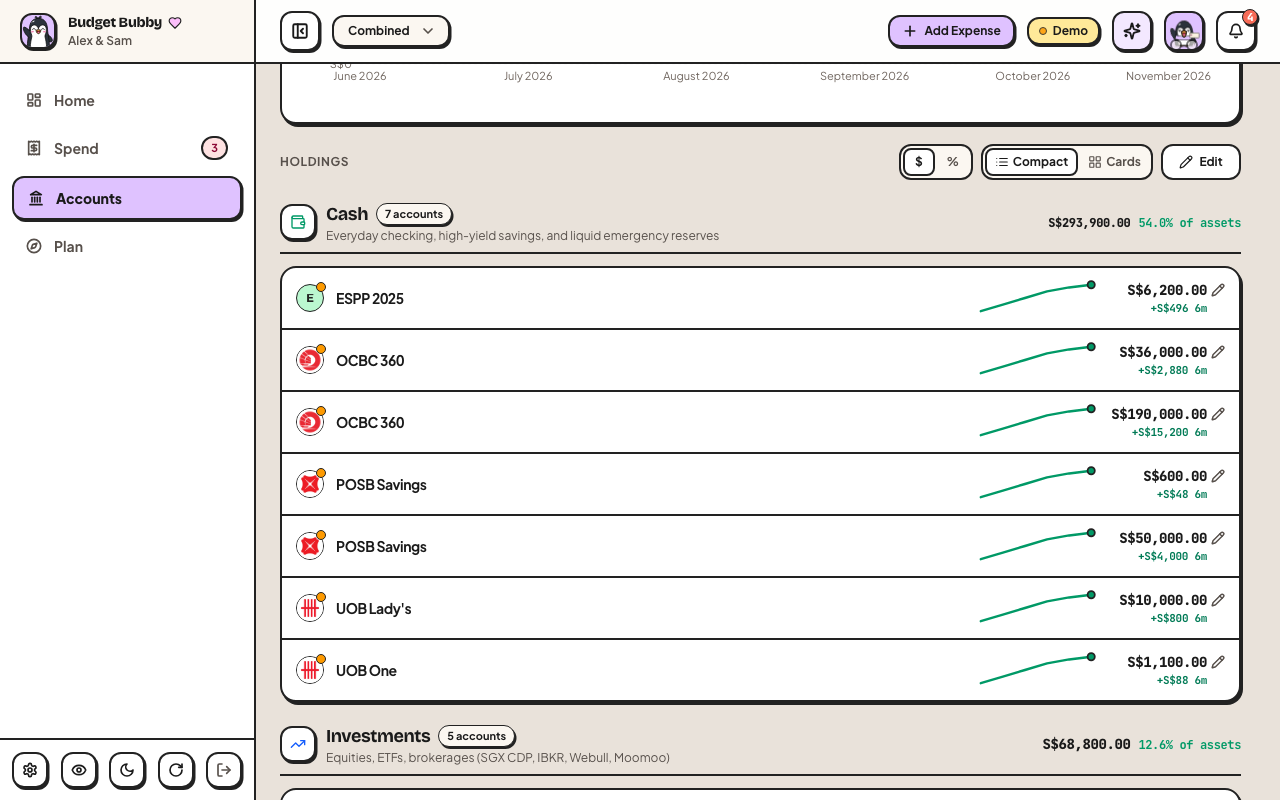 Budget Bubby
Alex & Sam
Combined
Add Expense
Demo
4
Home
Spend
3
Accounts
Plan
S$0
June 2026
July 2026
August 2026
September 2026
October 2026
November 2026
HOLDINGS
$
%
Compact
Cards
Edit
Cash
7 accounts
Everyday checking, high-yield savings, and liquid emergency reserves
S$293,900.00 54.0% of assets
E
ESPP 2025
S$6,200.00
+S$496 6m
OCBC 360
S$36,000.00
+S$2,880 6m
OCBC 360
S$190,000.00
+S$15,200 6m
POSB Savings
S$600.00
+S$48 6m
POSB Savings
S$50,000.00
+S$4,000 6m
UOB Lady's
S$10,000.00
+S$800 6m
UOB One
S$1,100.00
+S$88 6m
Investments
5 accounts
Equities, ETFs, brokerages (SGX CDP, IBKR, Webull, Moomoo)
S$68,800.00 12.6% of assets